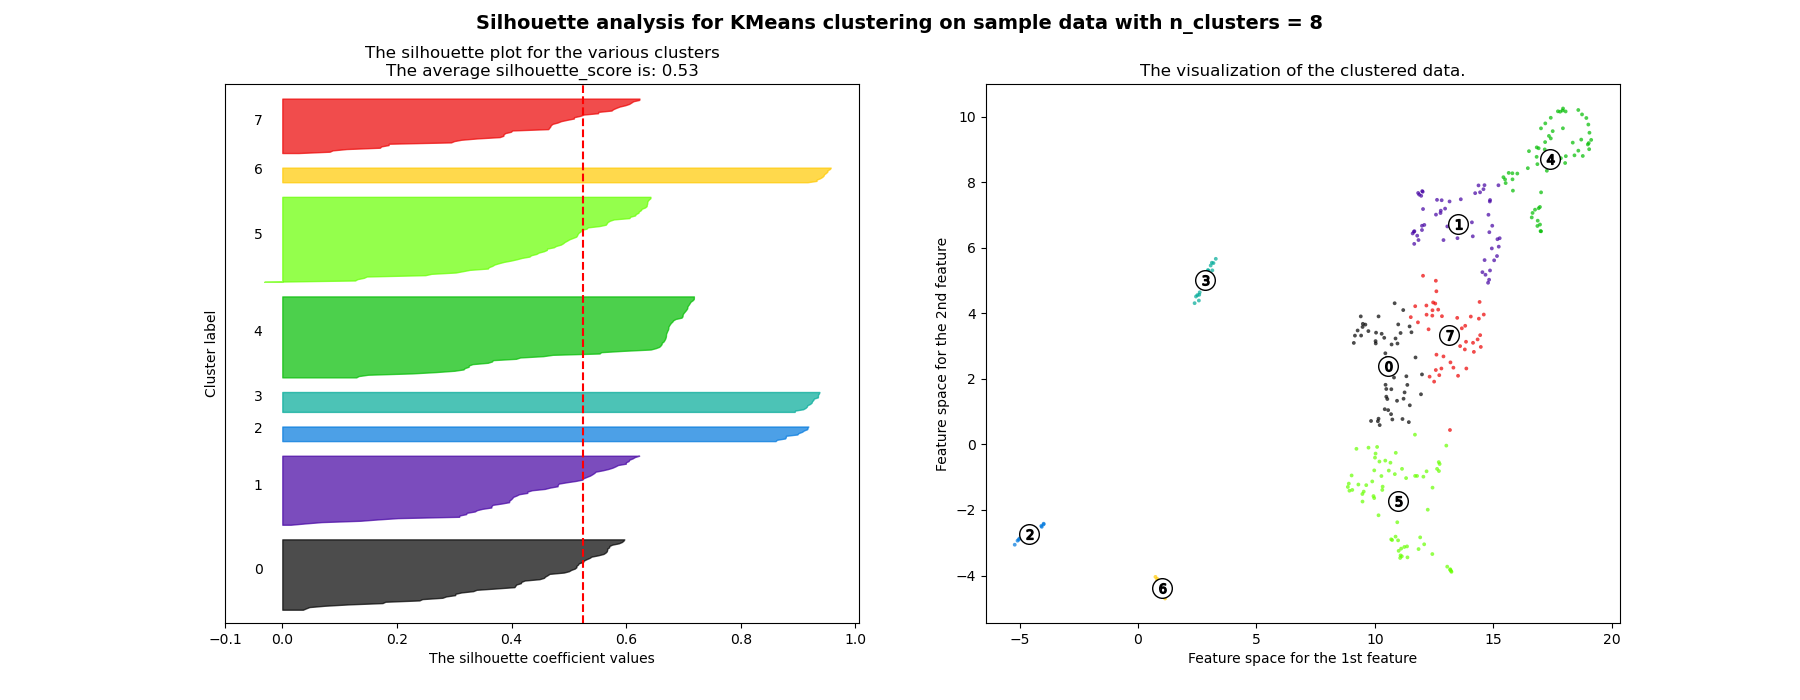 Silhouette analysis for KMeans clustering on sample data with n_clusters = 8
The silhouette plot for the various clusters
The average silhouette_score is: 0.53
7
6
5
4
3
2
1
0
Cluster label
−0.1 0.0 0.2 0.4 0.6 0.8 1.0
The silhouette coefficient values
The visualization of the clustered data.
10
8
6
4
2
0
−2
−4
Feature space for the 2nd feature
4
1
3
7
0
5
2
6
−5 0 5 10 15 20
Feature space for the 1st feature